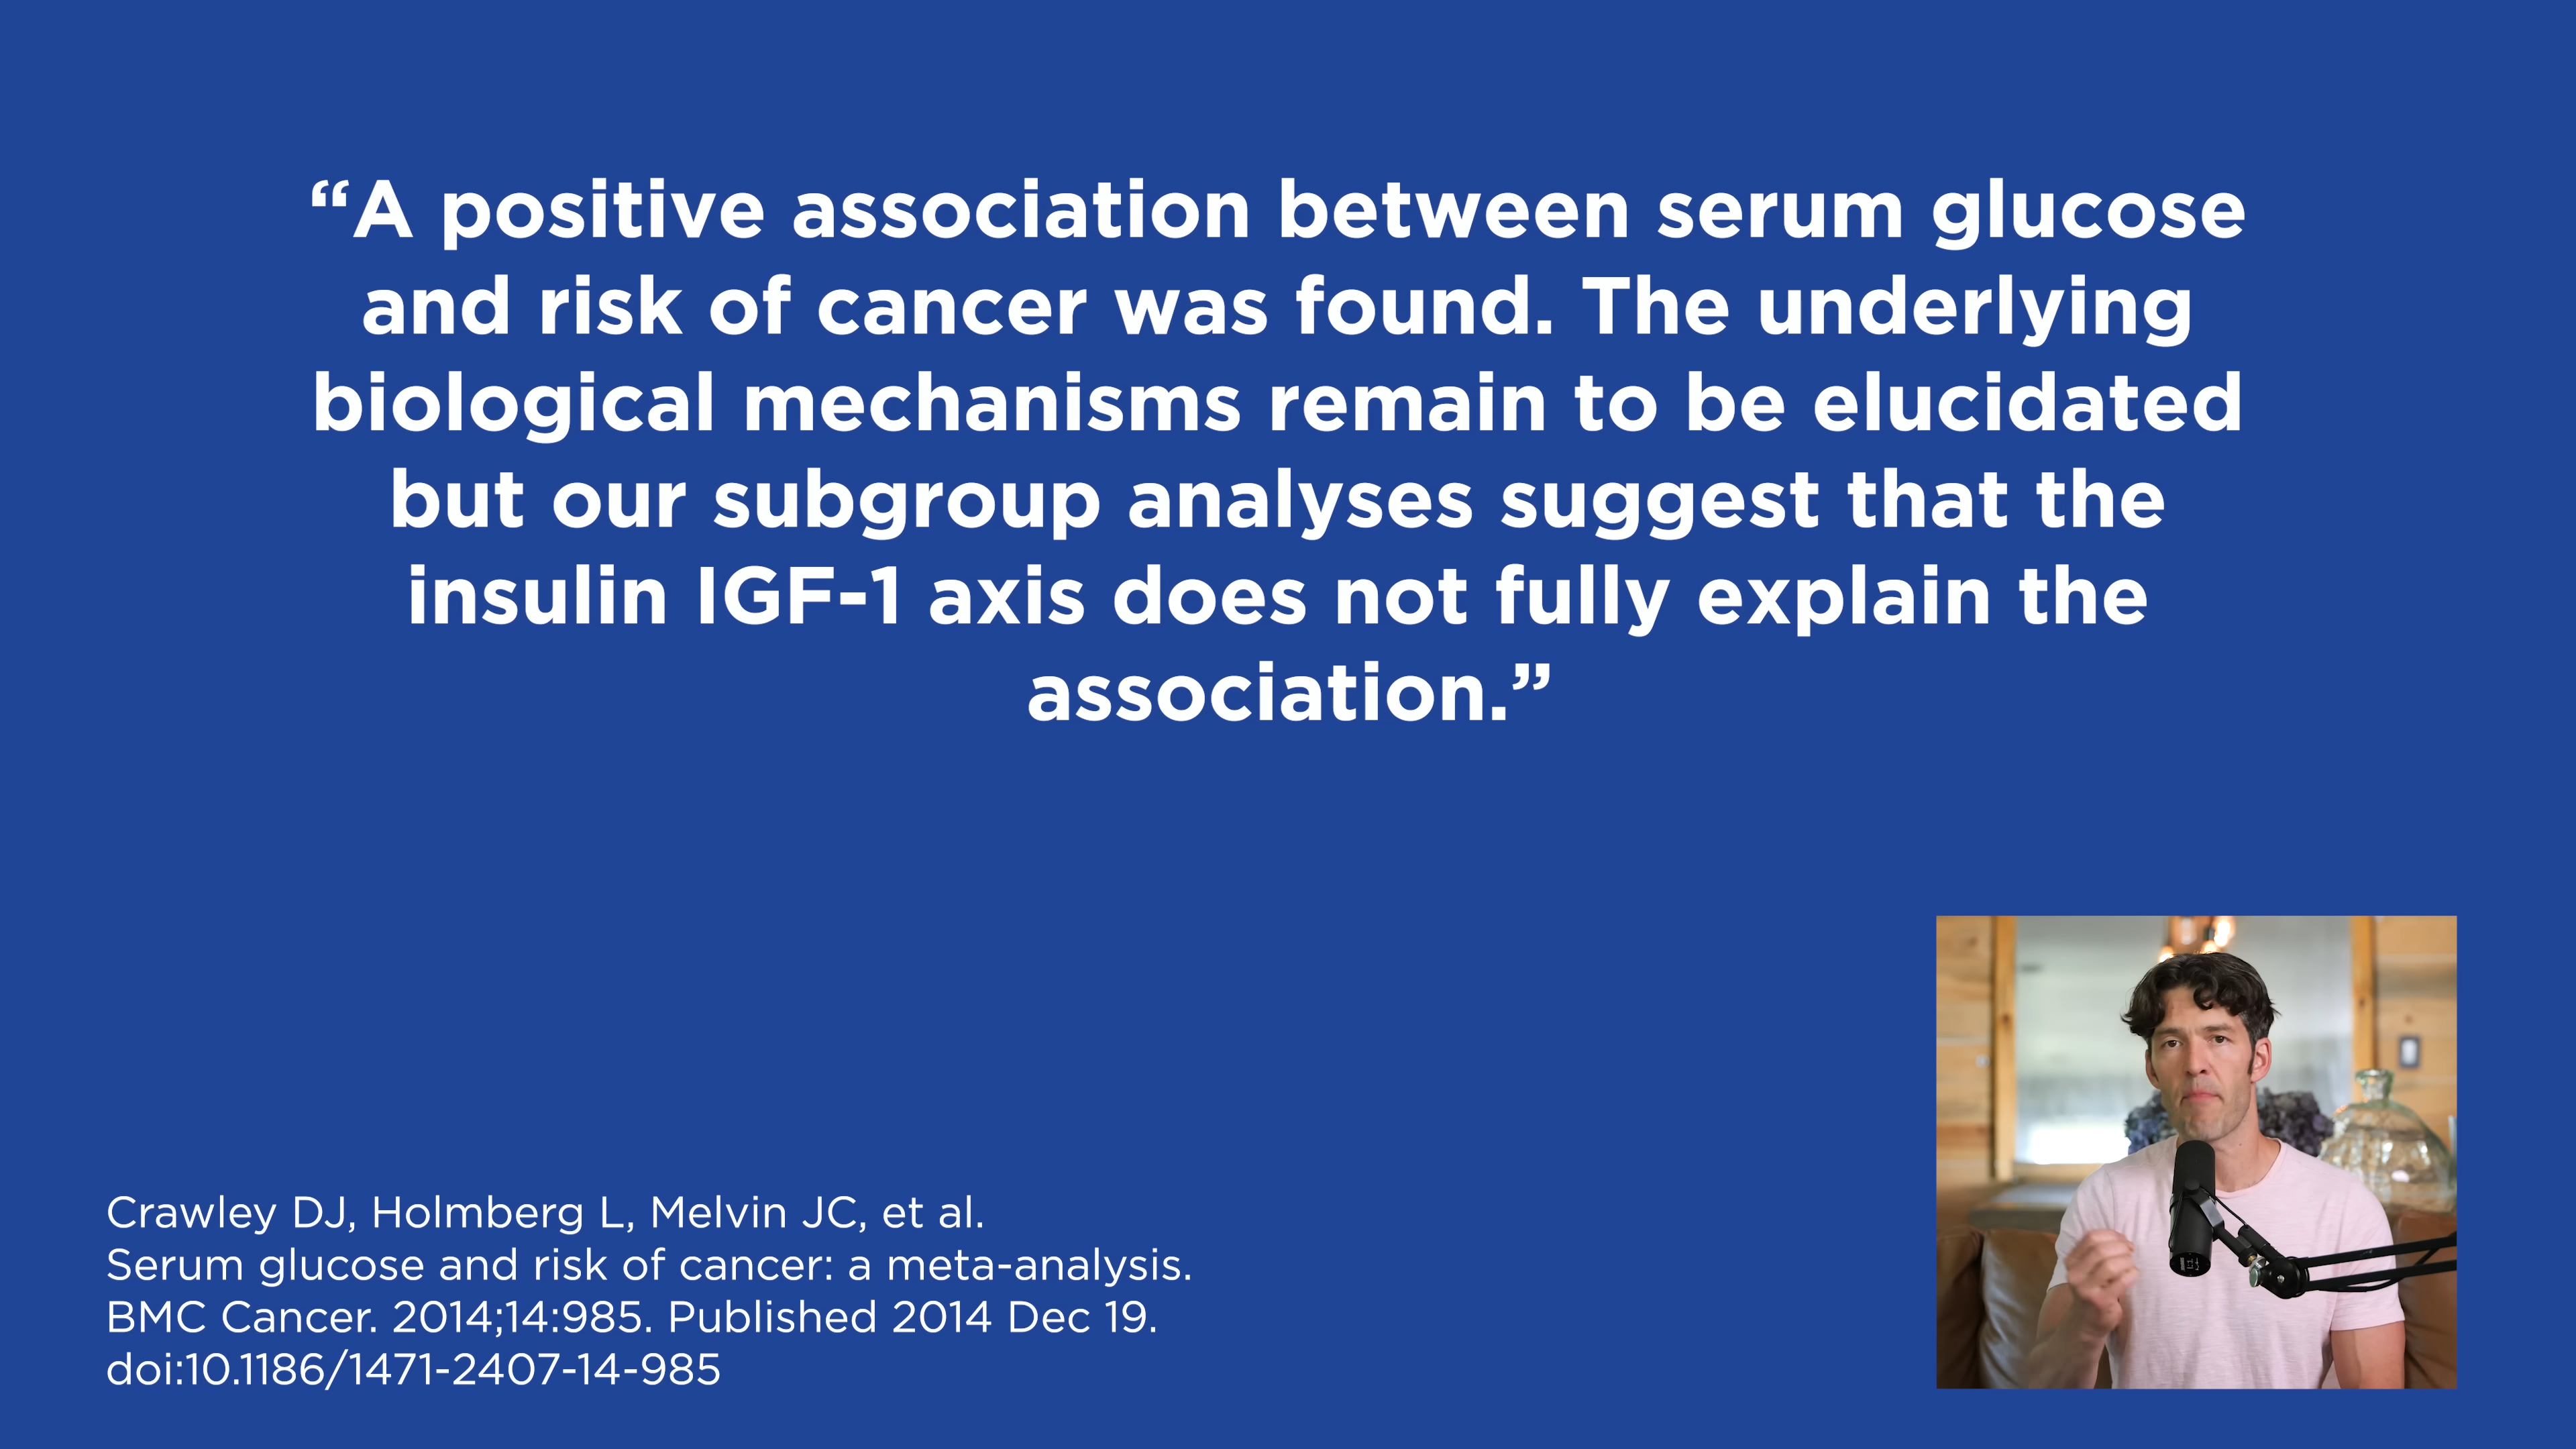 “A positive association between serum glucose
and risk of cancer was found. The underlying
biological mechanisms remain to be elucidated
but our subgroup analyses suggest that the
insulin IGF-1 axis does not fully explain the
association.”
Crawley DJ, Holmberg L, Melvin JC, et al.
Serum glucose and risk of cancer: a meta-analysis.
BMC Cancer. 2014;14:985. Published 2014 Dec 19.
doi:10.1186/1471-2407-14-985